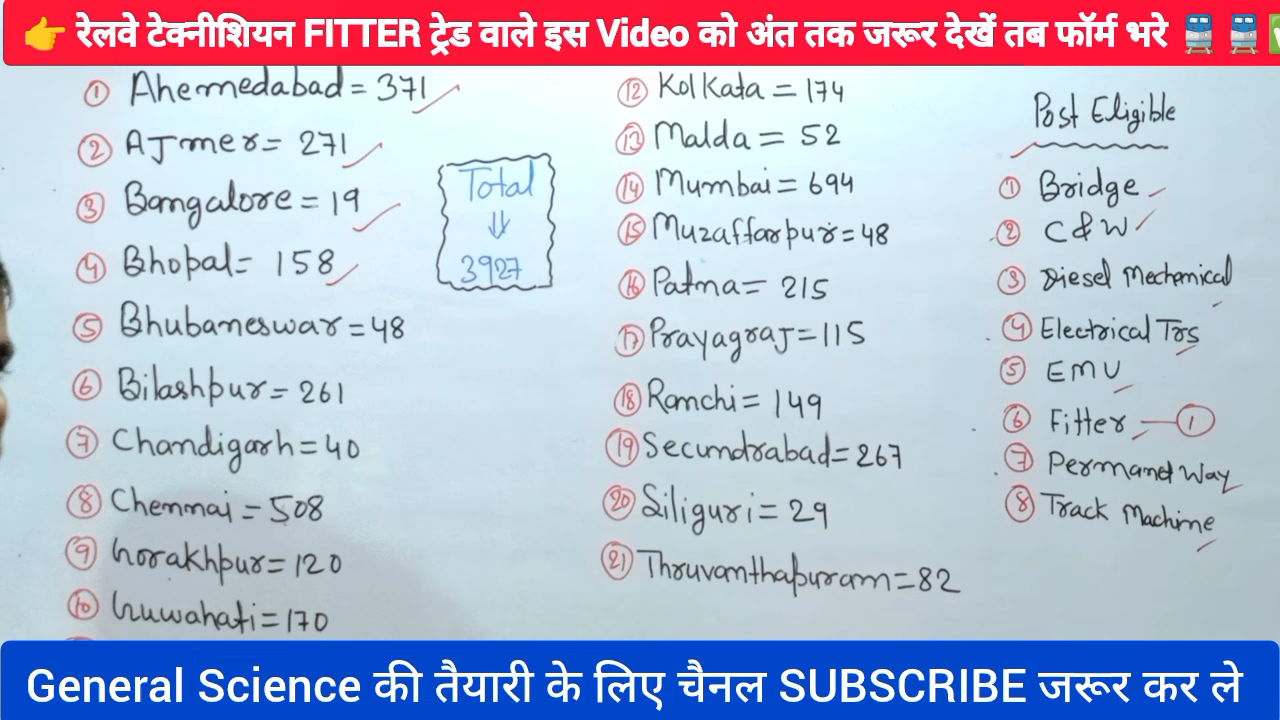 👉 रेलवे टेक्नीशियन FITTER ट्रेड वाले इस Video को अंत तक जरूर देखें तब फॉर्म भरे 🚆 🚆 ✅
① Ahemedabad = 371
② AJmer = 271
③ Bangalore = 19
④ Bhopal = 158
⑤ Bhubaneswar = 48
⑥ Bilashpur = 261
⑦ Chandigarh = 40
⑧ Chennai = 508
⑨ Gorakhpur = 120
⑩ Guwahati = 170
Total
⇓
3927
⑫ Kolkata = 174
⑬ Malda = 52
⑭ Mumbai = 694
⑮ Muzaffarpur = 48
⑯ Patna = 215
⑰ PrayagraJ = 115
⑱ Ranchi = 149
⑲ Secundrabad = 267
⑳ Siliguri = 29
㉑ Thruvanthapuram = 82
Post Eligible
① Bridge
② C & W
③ Diesel Mechanical
④ Electrical Trs
⑤ EMU
⑥ Fitter — ①
⑦ Permanet Way
⑧ Track Machine
General Science की तैयारी के लिए चैनल SUBSCRIBE जरूर कर ले